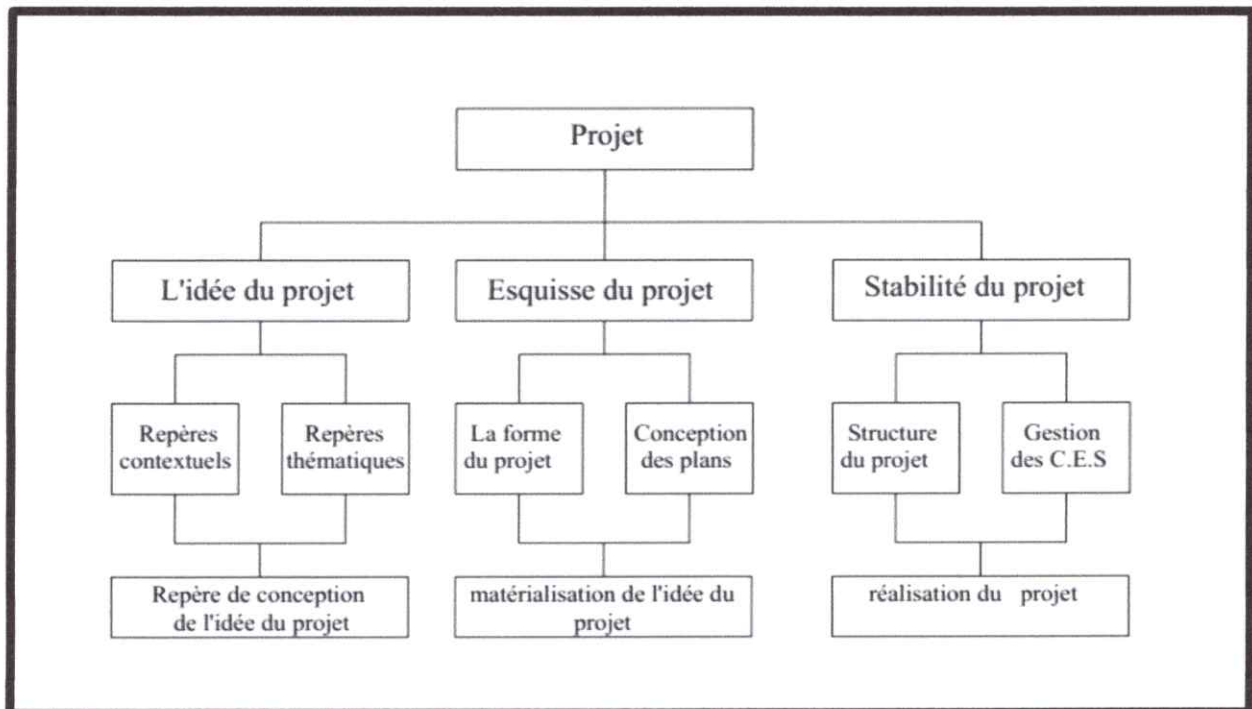 Projet
L'idée du projet
Esquisse du projet
Stabilité du projet
Repères
contextuels
Repères
thématiques
La forme
du projet
Conception
des plans
Structure
du projet
Gestion
des C.E.S
Repère de conception
de l'idée du projet
matérialisation de l'idée du
projet
réalisation du projet